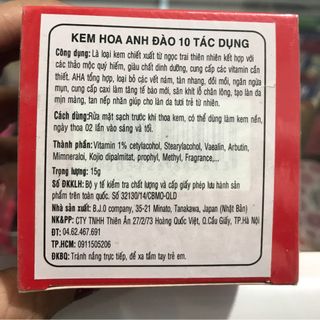 KEM HOA ANH ĐÀO 10 TÁC DỤNG
Công dụng: Là loại kem chiết xuất từ ngọc trai thiên nhiên kết hợp với
các thảo mộc quý hiếm, giàu chất dinh dưỡng, cung cấp các vitamin cần
thiết. AHA tổng hợp, loại bỏ các vết nám, tàn nhang, đồi mồi, ngăn ngừa
mụn, cung cấp caxi làm trắng tế bào mới, săn khít lỗ chân lông, tạo làn da
mịn màng, tan nếp nhăn giúp cho làn da tươi trẻ tự nhiên.
Cách dùng: Rửa mặt sạch trước khi thoa kem, có thể dùng làm kem nền,
ngày thoa 02 lần vào sáng và tối.
Thành phần: Vitamin 1% cetylacohol, Stearylacohol, Vaealin, Arbutin,
Mimneraloi, Kojio dipalmitat, prophyl, Methyl, Fragrance,...
Trọng lượng: 15g
Số ĐKKLH: Bộ y tế kiểm tra chất lượng và cấp giấy phép lưu hành sản
phẩm trên toàn quốc. Số 32130/14/CBMO-QLD
Nhà sản xuất: B.J.O company, 35-21 Minato, Tanakawa, Japan (Nhật Bản)
NK&PP: CTY TNHH Thiên Ân 27/2/73 Hoàng Quốc Việt, Q.Cầu Giấy, TP.Hà Nội
ĐT: 04.62.467.691
TP.HCM: 0911505206
ĐKBQ: Tránh nắng trực tiếp, để xa tầm tay trẻ em.